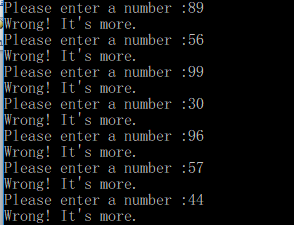 Please enter a number :89
Wrong! It's more.
Please enter a number :56
Wrong! It's more.
Please enter a number :99
Wrong! It's more.
Please enter a number :30
Wrong! It's more.
Please enter a number :96
Wrong! It's more.
Please enter a number :57
Wrong! It's more.
Please enter a number :44
Wrong! It's more.